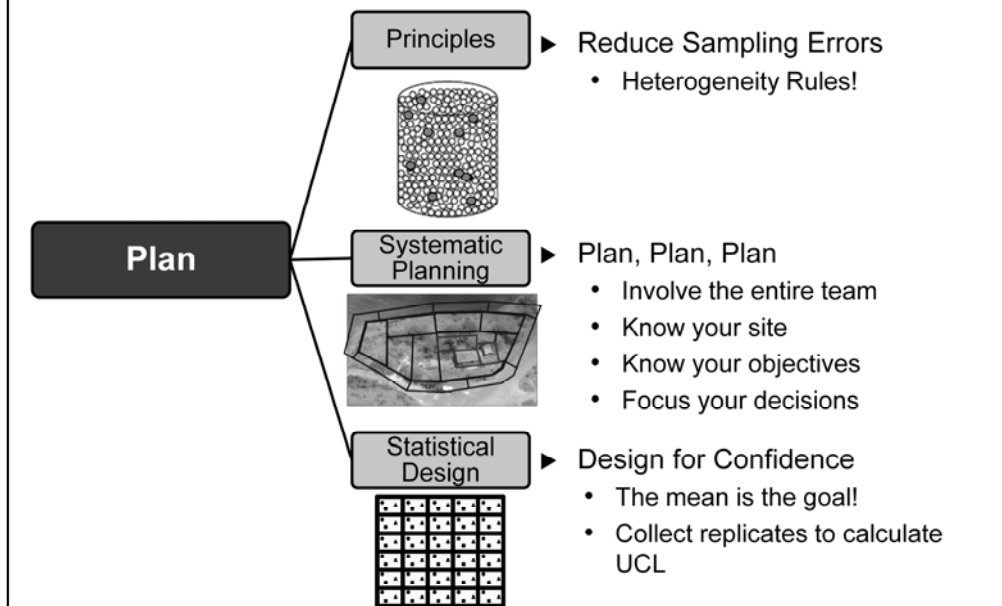 Principles
Reduce Sampling Errors
• Heterogeneity Rules!
Plan
Systematic
Planning
Plan, Plan, Plan
• Involve the entire team
• Know your site
• Know your objectives
• Focus your decisions
Statistical
Design
Design for Confidence
• The mean is the goal!
• Collect replicates to calculate
UCL